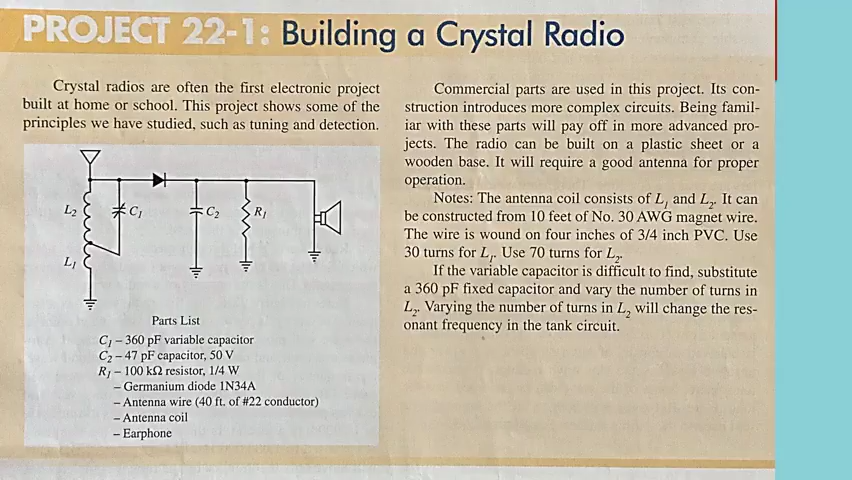 PROJECT 22-1: Building a Crystal Radio
Crystal radios are often the first electronic project
built at home or school. This project shows some of the
principles we have studied, such as tuning and detection.
L2
C1
C2
R1
L1
Parts List
C1 – 360 pF variable capacitor
C2 – 47 pF capacitor, 50 V
R1 – 100 kΩ resistor, 1/4 W
– Germanium diode 1N34A
– Antenna wire (40 ft. of #22 conductor)
– Antenna coil
– Earphone
Commercial parts are used in this project. Its con-
struction introduces more complex circuits. Being famil-
iar with these parts will pay off in more advanced pro-
jects. The radio can be built on a plastic sheet or a
wooden base. It will require a good antenna for proper
operation.
Notes: The antenna coil consists of L1 and L2. It can
be constructed from 10 feet of No. 30 AWG magnet wire.
The wire is wound on four inches of 3/4 inch PVC. Use
30 turns for L1. Use 70 turns for L2.
If the variable capacitor is difficult to find, substitute
a 360 pF fixed capacitor and vary the number of turns in
L2. Varying the number of turns in L2 will change the res-
onant frequency in the tank circuit.